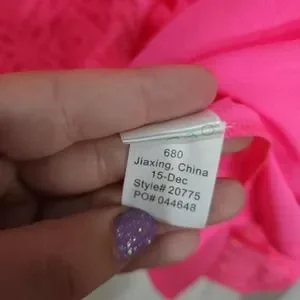 680
Jiaxing, China
15-Dec
Style# 20775
PO# 044648